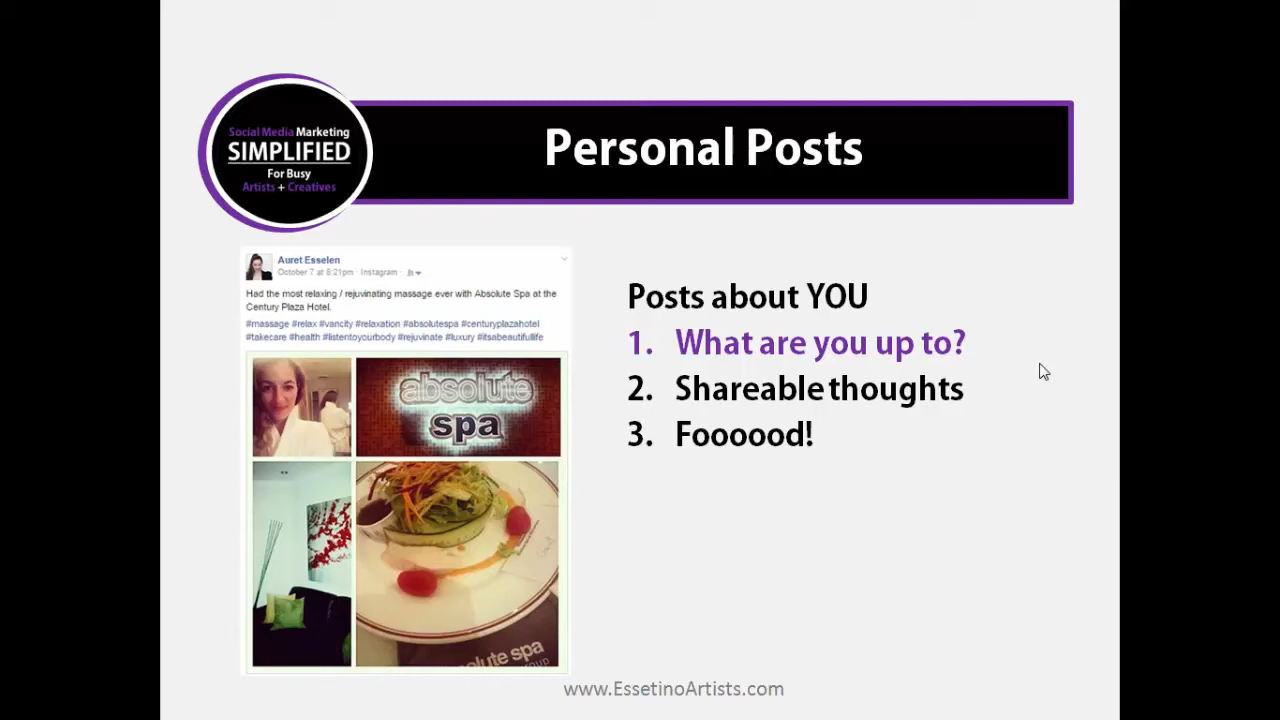 Social Media Marketing
SIMPLIFIED
For Busy
Artists + Creatives
Personal Posts
Auret Esselen
October 7 at 8:21pm · Instagram ·
Had the most relaxing / rejuvinating massage ever with Absolute Spa at the
Century Plaza Hotel.
#massage #relax #vancity #relaxation #absolutespa #centuryplazahotel
#takecare #health #listentoyourbody #rejuvinate #luxury #itsabeautifullife
absolute
spa
absolute spa
Posts about YOU
1. What are you up to?
2. Shareable thoughts
3. Foooood!
www.EssetinoArtists.com